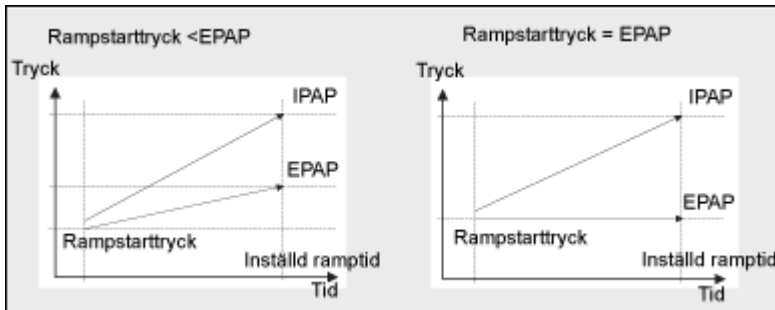 Rampstarttryck <EPAP
Tryck
IPAP
EPAP
Rampstarttryck
Inställd ramptid
Tid
Rampstarttryck = EPAP
Tryck
IPAP
EPAP
Rampstarttryck
Inställd ramptid
Tid